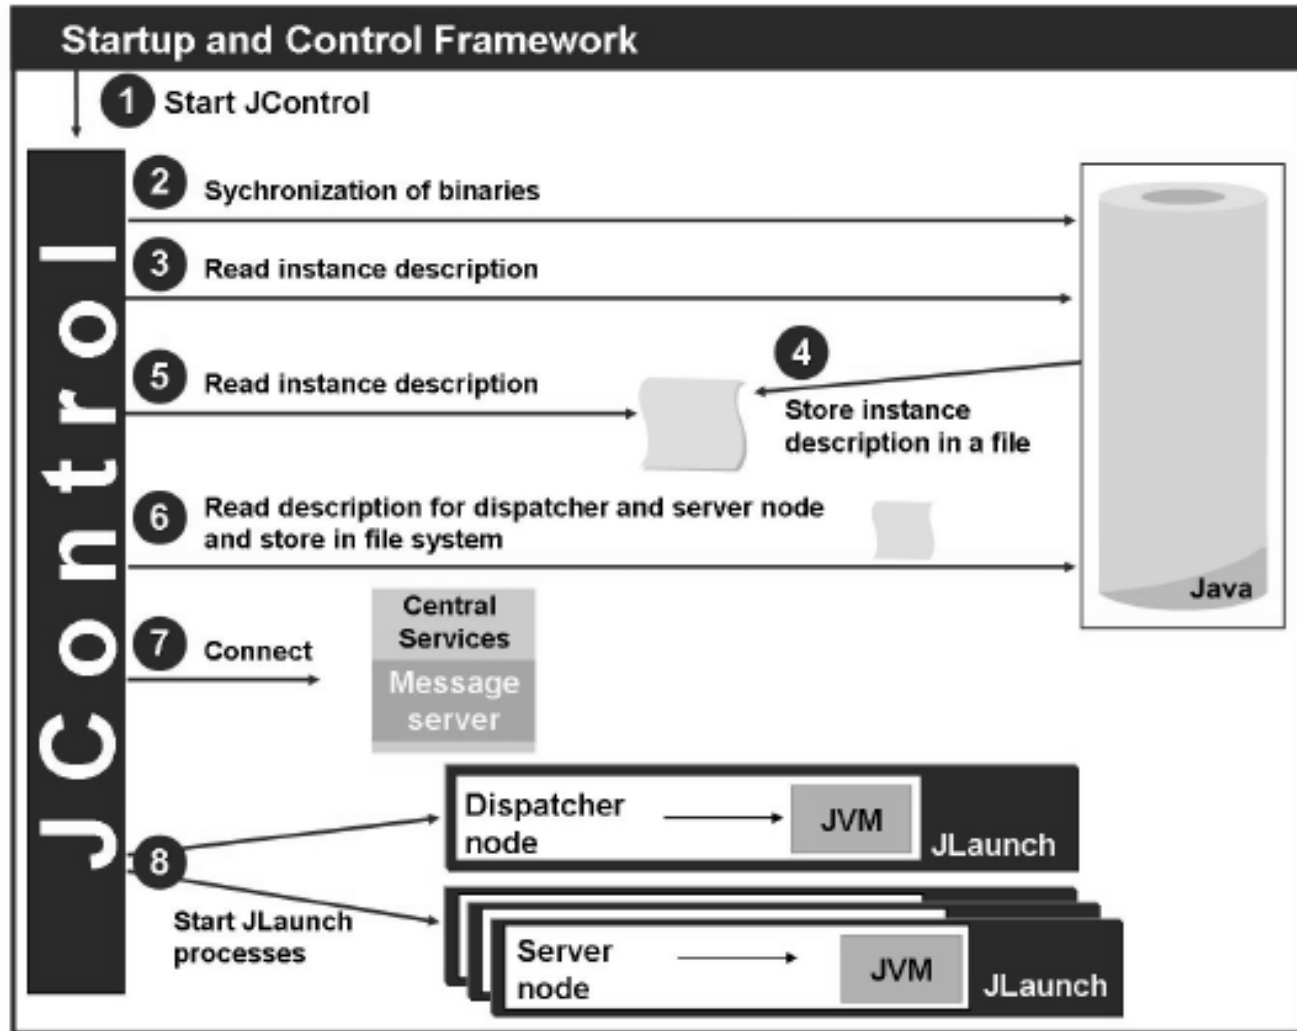 Startup and Control Framework
1 Start JControl
JControl
2 Sychronization of binaries
3 Read instance description
4
Store instance
description in a file
5 Read instance description
6 Read description for dispatcher and server node
and store in file system
Java
7 Connect
Central
Services
Message
server
8
Start JLaunch
processes
Dispatcher
node
JVM
JLaunch
Server
node
JVM
JLaunch